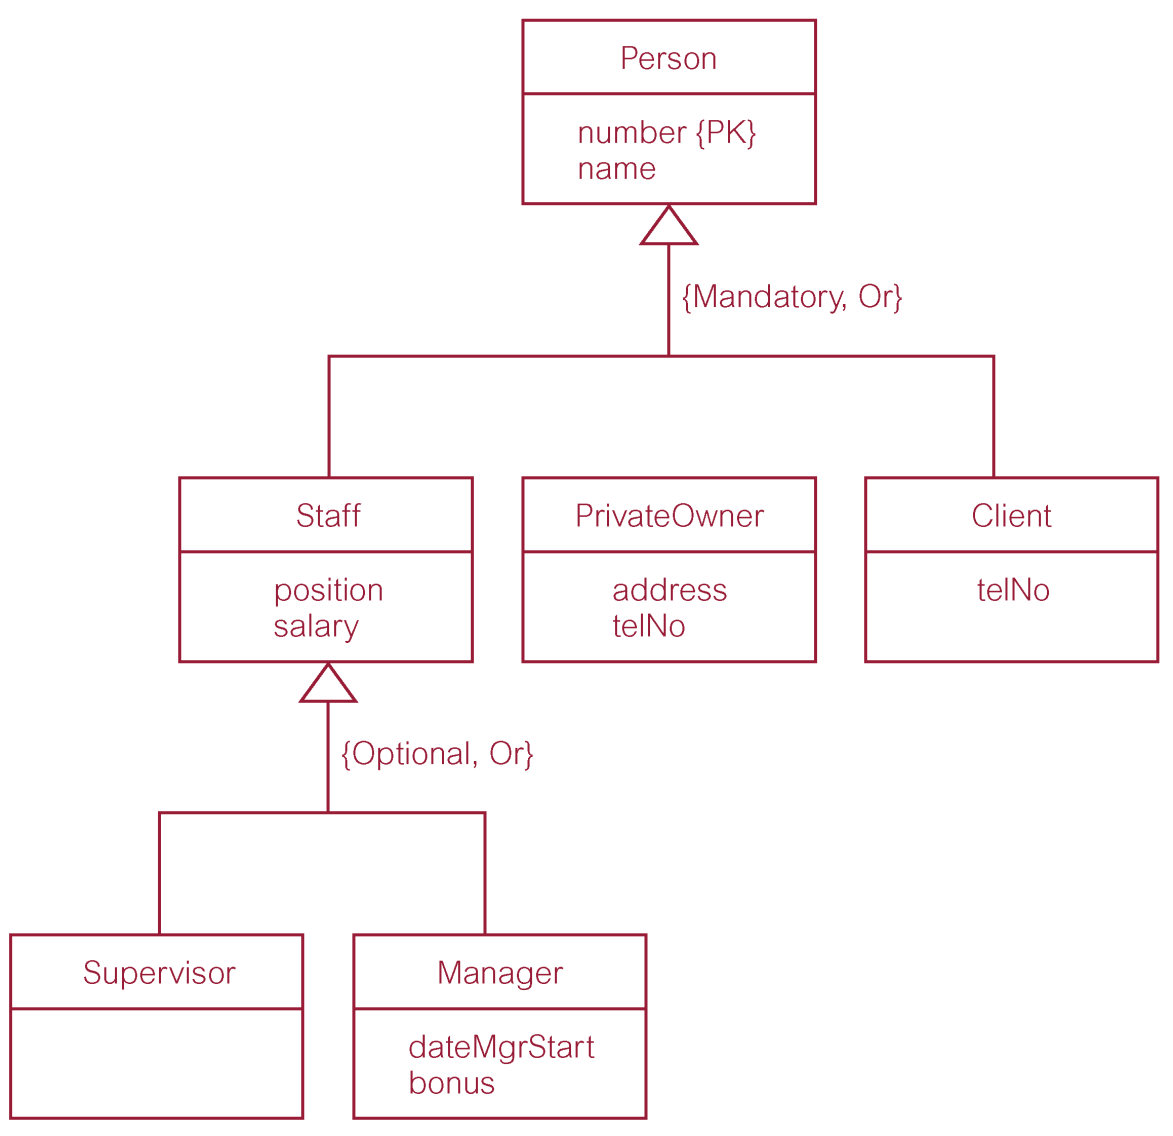 Person
number {PK}
name
{Mandatory, Or}
Staff
position
salary
PrivateOwner
address
telNo
Client
telNo
{Optional, Or}
Supervisor
Manager
dateMgrStart
bonus